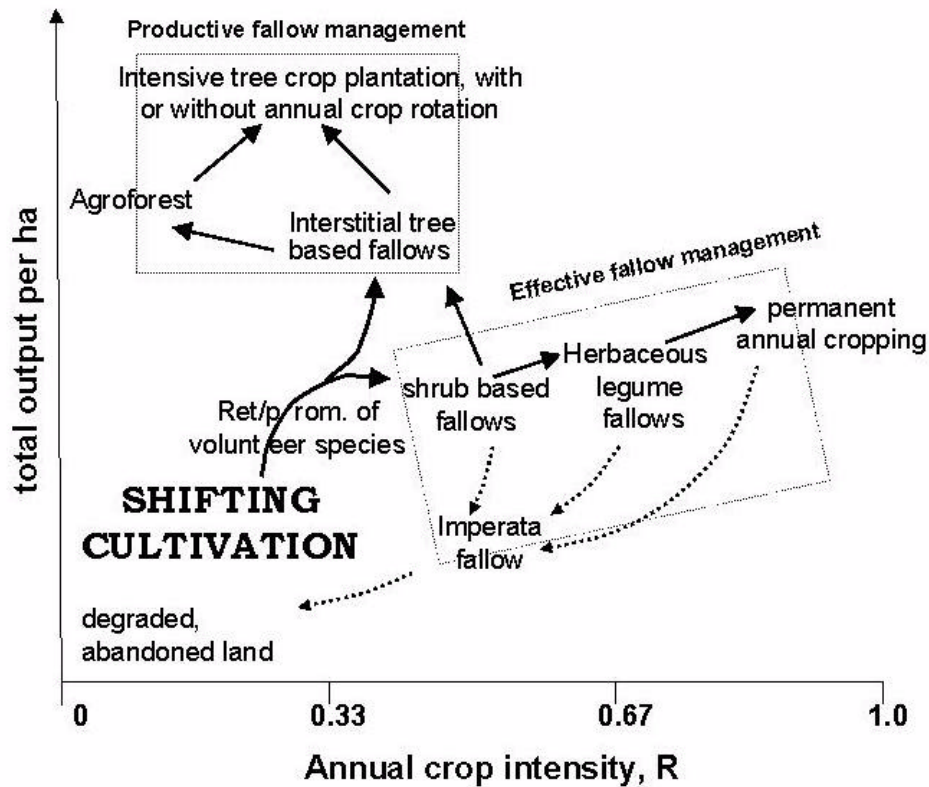 Productive fallow management
Intensive tree crop plantation, with
or without annual crop rotation
Agroforest
Interstitial tree
based fallows
Effective fallow management
permanent
annual cropping
Herbaceous
legume
fallows
shrub based
fallows
Ret/p rom. of
volunt eer species
SHIFTING
CULTIVATION
Imperata
fallow
degraded,
abandoned land
total output per ha
0 0.33 0.67 1.0
Annual crop intensity, R